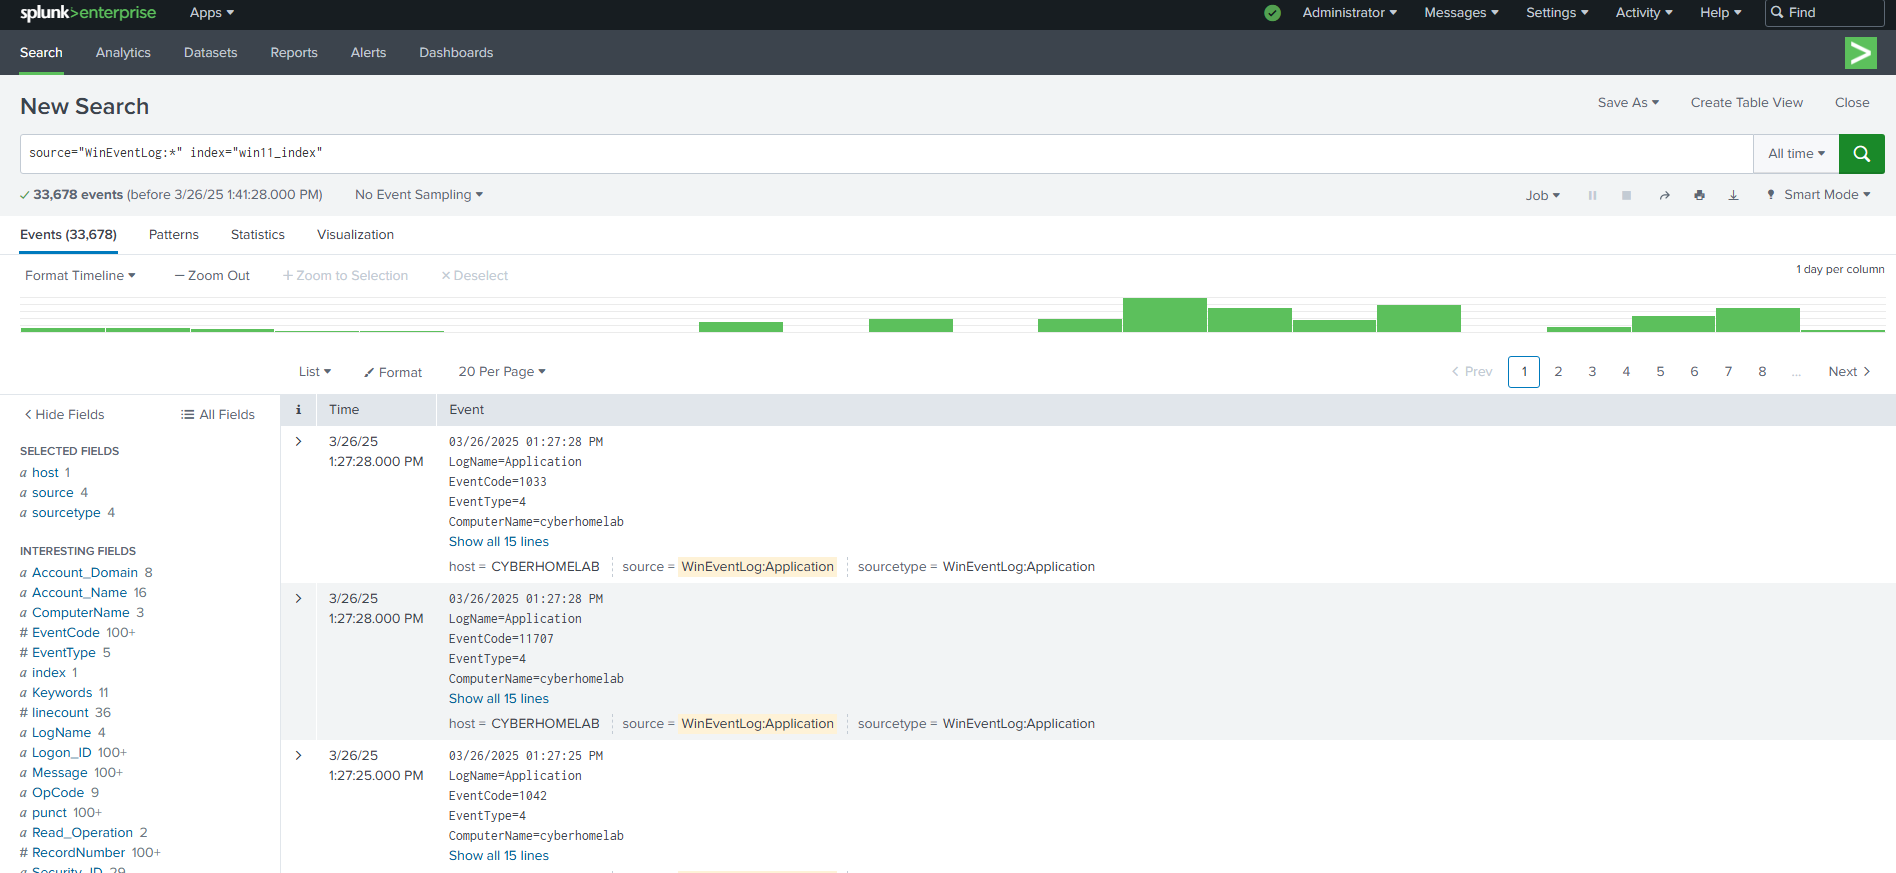 splunk>enterprise Apps Administrator Messages Settings Activity Help Find
Search Analytics Datasets Reports Alerts Dashboards
New Search
Save As Create Table View Close
source="WinEventLog:*" index="win11_index"
All time
33,678 events (before 3/26/25 1:41:28.000 PM) No Event Sampling
Job Smart Mode
Events (33,678) Patterns Statistics Visualization
Format Timeline — Zoom Out + Zoom to Selection × Deselect
1 day per column
List Format 20 Per Page
< Prev 1 2 3 4 5 6 7 8 ... Next >
< Hide Fields All Fields
SELECTED FIELDS
a host 1
a source 4
a sourcetype 4
INTERESTING FIELDS
a Account_Domain 8
a Account_Name 16
a ComputerName 3
# EventCode 100+
# EventType 5
a index 1
a Keywords 11
# linecount 36
a LogName 4
a Logon_ID 100+
a Message 100+
a OpCode 9
a punct 100+
a Read_Operation 2
# RecordNumber 100+
a Security_ID 29
i Time Event
3/26/25
1:27:28.000 PM
03/26/2025 01:27:28 PM
LogName=Application
EventCode=1033
EventType=4
ComputerName=cyberhomelab
Show all 15 lines
host = CYBERHOMELAB source = WinEventLog:Application sourcetype = WinEventLog:Application
3/26/25
1:27:28.000 PM
03/26/2025 01:27:28 PM
LogName=Application
EventCode=11707
EventType=4
ComputerName=cyberhomelab
Show all 15 lines
host = CYBERHOMELAB source = WinEventLog:Application sourcetype = WinEventLog:Application
3/26/25
1:27:25.000 PM
03/26/2025 01:27:25 PM
LogName=Application
EventCode=1042
EventType=4
ComputerName=cyberhomelab
Show all 15 lines